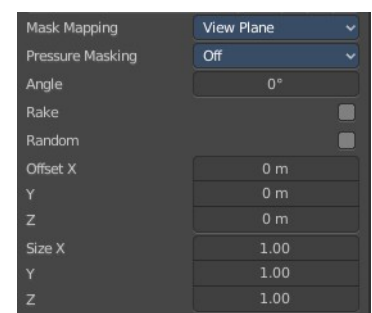 Mask Mapping View Plane
Pressure Masking Off
Angle 0°
Rake
Random
Offset X 0 m
Y 0 m
Z 0 m
Size X 1.00
Y 1.00
Z 1.00